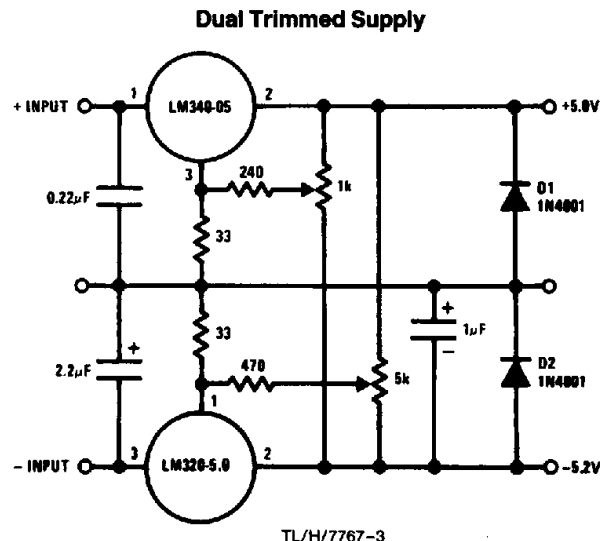 Dual Trimmed Supply
1
2
+ INPUT
LM340-05
+5.0V
3
240
1k
0.22μF
33
D1
1N4001
33
+
1μF
−
+
2.2μF
470
5k
D2
1N4001
1
3
2
− INPUT
LM320-5.0
−5.2V
TL/H/7767–3